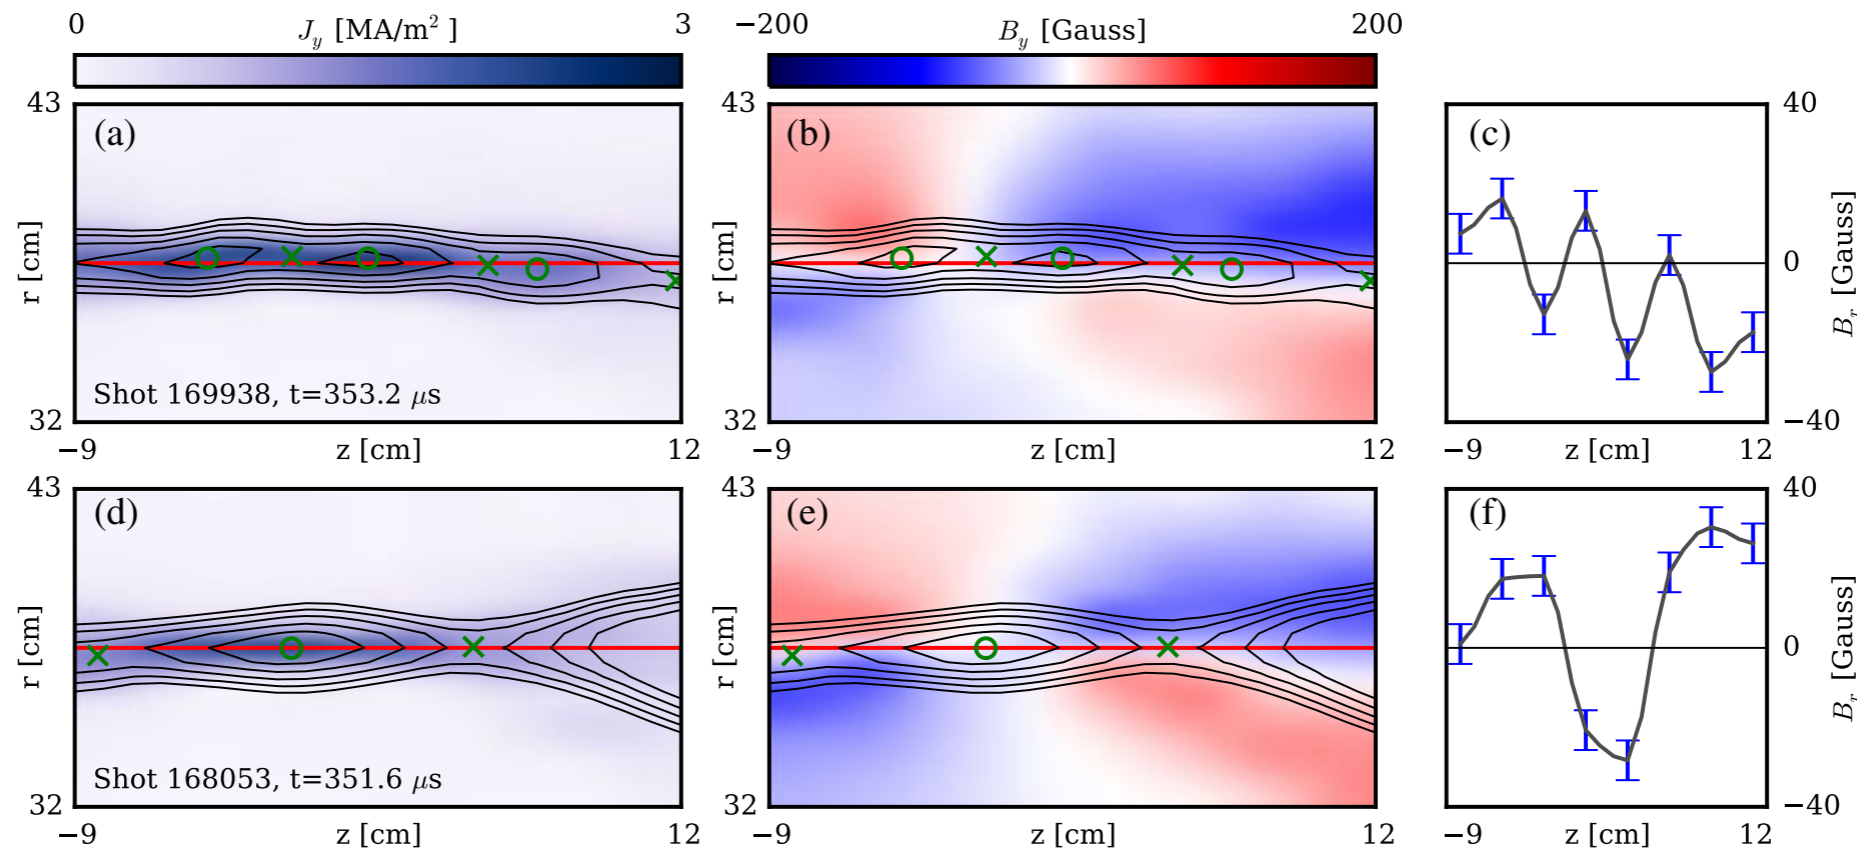 0 J_y [MA/m²] 3
−200 B_y [Gauss] 200
43 (a) r [cm] 32
Shot 169938, t=353.2 μs
−9 z [cm] 12
43 (b) r [cm] 32
−9 z [cm] 12
(c) 40 0 −40 B_r [Gauss]
−9 z [cm] 12
43 (d) r [cm] 32
Shot 168053, t=351.6 μs
−9 z [cm] 12
43 (e) r [cm] 32
−9 z [cm] 12
(f) 40 0 −40 B_r [Gauss]
−9 z [cm] 12